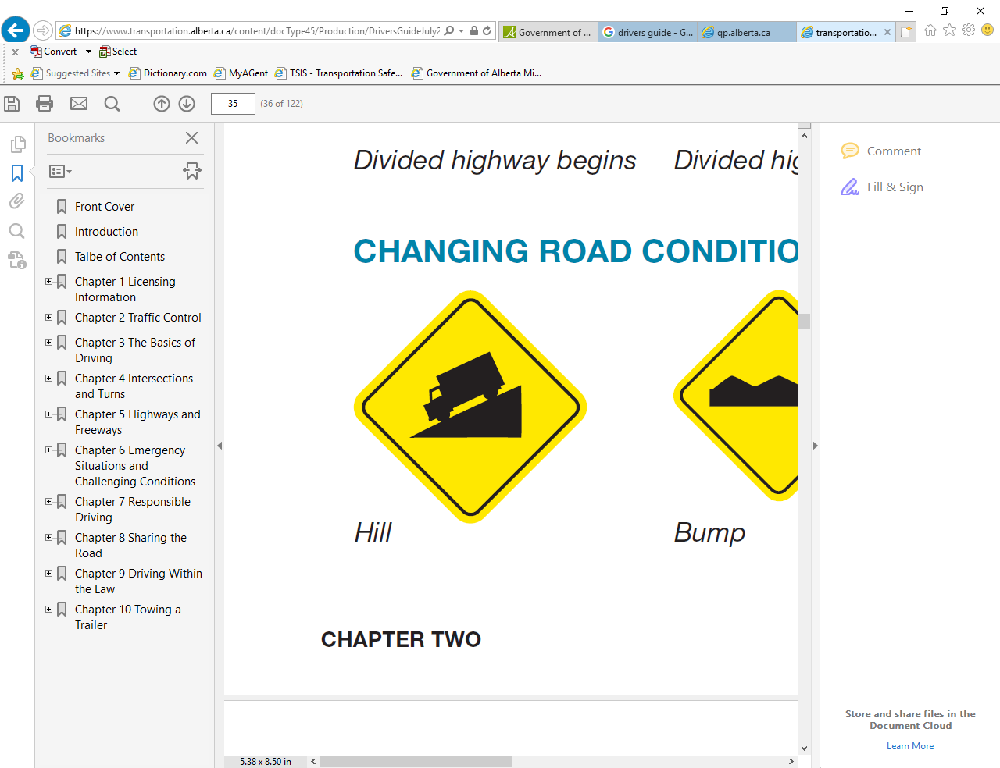 https://www.transportation.alberta.ca/content/docType45/Production/DriversGuideJuly2
Government of ...
drivers guide - G...
qp.alberta.ca
transportatio...
x Convert Select
Suggested Sites
Dictionary.com
MyAGent
TSIS - Transportation Safe...
Government of Alberta Mi...
35 (36 of 122)
Bookmarks
Front Cover
Introduction
Talbe of Contents
Chapter 1 Licensing
Information
Chapter 2 Traffic Control
Chapter 3 The Basics of
Driving
Chapter 4 Intersections
and Turns
Chapter 5 Highways and
Freeways
Chapter 6 Emergency
Situations and
Challenging Conditions
Chapter 7 Responsible
Driving
Chapter 8 Sharing the
Road
Chapter 9 Driving Within
the Law
Chapter 10 Towing a
Trailer
Divided highway begins
Divided hig
CHANGING ROAD CONDITIO
Hill
Bump
CHAPTER TWO
5.38 x 8.50 in
Comment
Fill & Sign
Store and share files in the
Document Cloud
Learn More